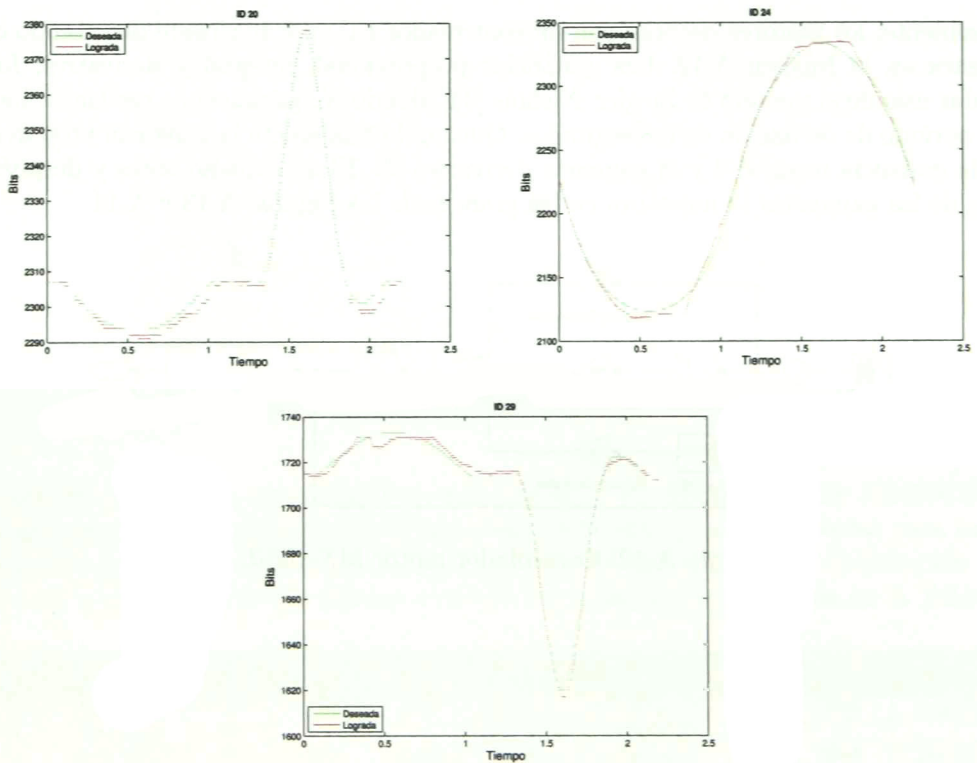 ID 20
2380
2370
2360
2350
2340
2330
2320
2310
2300
2290
Bits
Deseada
Lograda
0
0.5
1
1.5
2
2.5
Tiempo
ID 24
2350
2300
2250
2200
2150
2100
Bits
Deseada
Lograda
0
0.5
1
1.5
2
2.5
Tiempo
ID 29
1740
1720
1700
1680
1660
1640
1620
1600
Bits
Deseada
Lograda
0
0.5
1
1.5
2
2.5
Tiempo